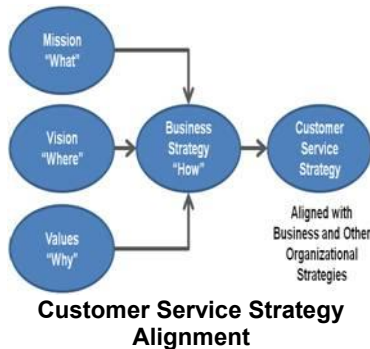 Mission
"What"
Vision
"Where"
Values
"Why"
Business
Strategy
"How"
Customer
Service
Strategy
Aligned with
Business and Other
Organizational
Strategies
Customer Service Strategy
Alignment